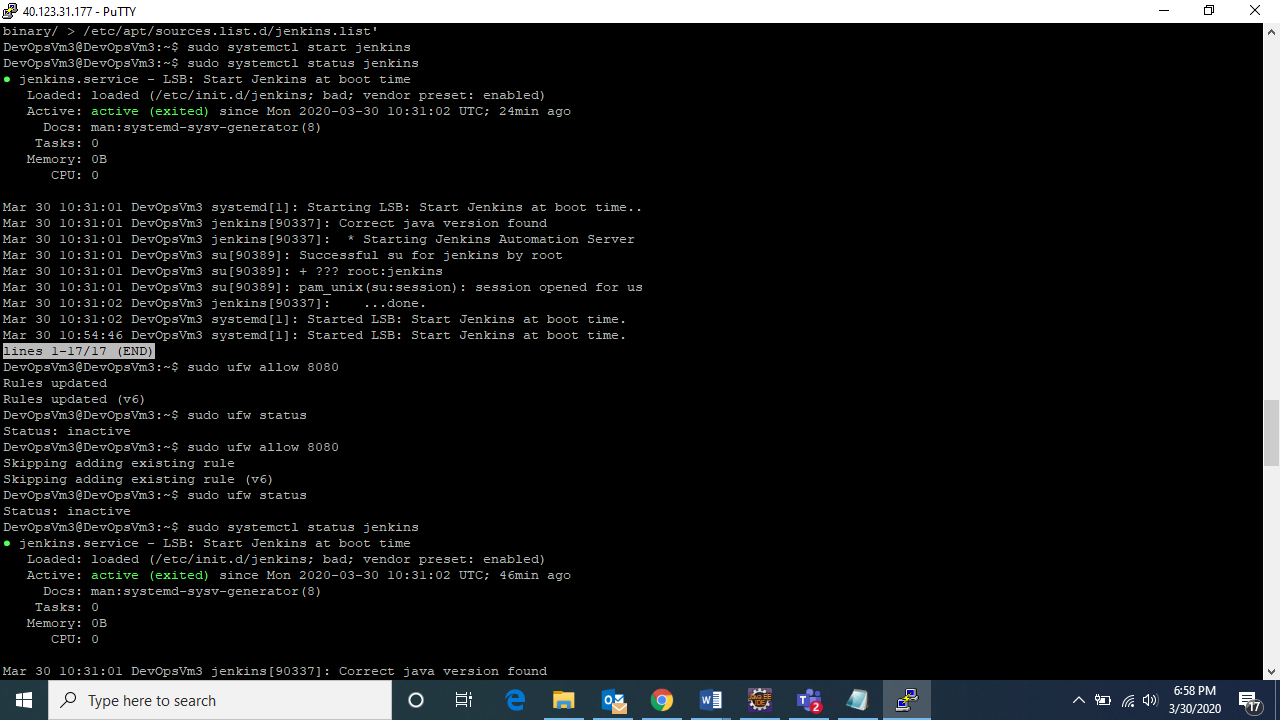 40.123.31.177 - PuTTY
binary/ > /etc/apt/sources.list.d/jenkins.list'
DevOpsVm3@DevOpsVm3:~$ sudo systemctl start jenkins
DevOpsVm3@DevOpsVm3:~$ sudo systemctl status jenkins
● jenkins.service - LSB: Start Jenkins at boot time
   Loaded: loaded (/etc/init.d/jenkins; bad; vendor preset: enabled)
   Active: active (exited) since Mon 2020-03-30 10:31:02 UTC; 24min ago
     Docs: man:systemd-sysv-generator(8)
    Tasks: 0
   Memory: 0B
      CPU: 0
Mar 30 10:31:01 DevOpsVm3 systemd[1]: Starting LSB: Start Jenkins at boot time..
Mar 30 10:31:01 DevOpsVm3 jenkins[90337]: Correct java version found
Mar 30 10:31:01 DevOpsVm3 jenkins[90337]:  * Starting Jenkins Automation Server
Mar 30 10:31:01 DevOpsVm3 su[90389]: Successful su for jenkins by root
Mar 30 10:31:01 DevOpsVm3 su[90389]: + ??? root:jenkins
Mar 30 10:31:01 DevOpsVm3 su[90389]: pam_unix(su:session): session opened for us
Mar 30 10:31:02 DevOpsVm3 jenkins[90337]:    ...done.
Mar 30 10:31:02 DevOpsVm3 systemd[1]: Started LSB: Start Jenkins at boot time.
Mar 30 10:54:46 DevOpsVm3 systemd[1]: Started LSB: Start Jenkins at boot time.
lines 1-17/17 (END)
DevOpsVm3@DevOpsVm3:~$ sudo ufw allow 8080
Rules updated
Rules updated (v6)
DevOpsVm3@DevOpsVm3:~$ sudo ufw status
Status: inactive
DevOpsVm3@DevOpsVm3:~$ sudo ufw allow 8080
Skipping adding existing rule
Skipping adding existing rule (v6)
DevOpsVm3@DevOpsVm3:~$ sudo ufw status
Status: inactive
DevOpsVm3@DevOpsVm3:~$ sudo systemctl status jenkins
● jenkins.service - LSB: Start Jenkins at boot time
   Loaded: loaded (/etc/init.d/jenkins; bad; vendor preset: enabled)
   Active: active (exited) since Mon 2020-03-30 10:31:02 UTC; 46min ago
     Docs: man:systemd-sysv-generator(8)
    Tasks: 0
   Memory: 0B
      CPU: 0
Mar 30 10:31:01 DevOpsVm3 jenkins[90337]: Correct java version found
Type here to search
JAVA EE
IDE
2
6:58 PM
3/30/2020
17